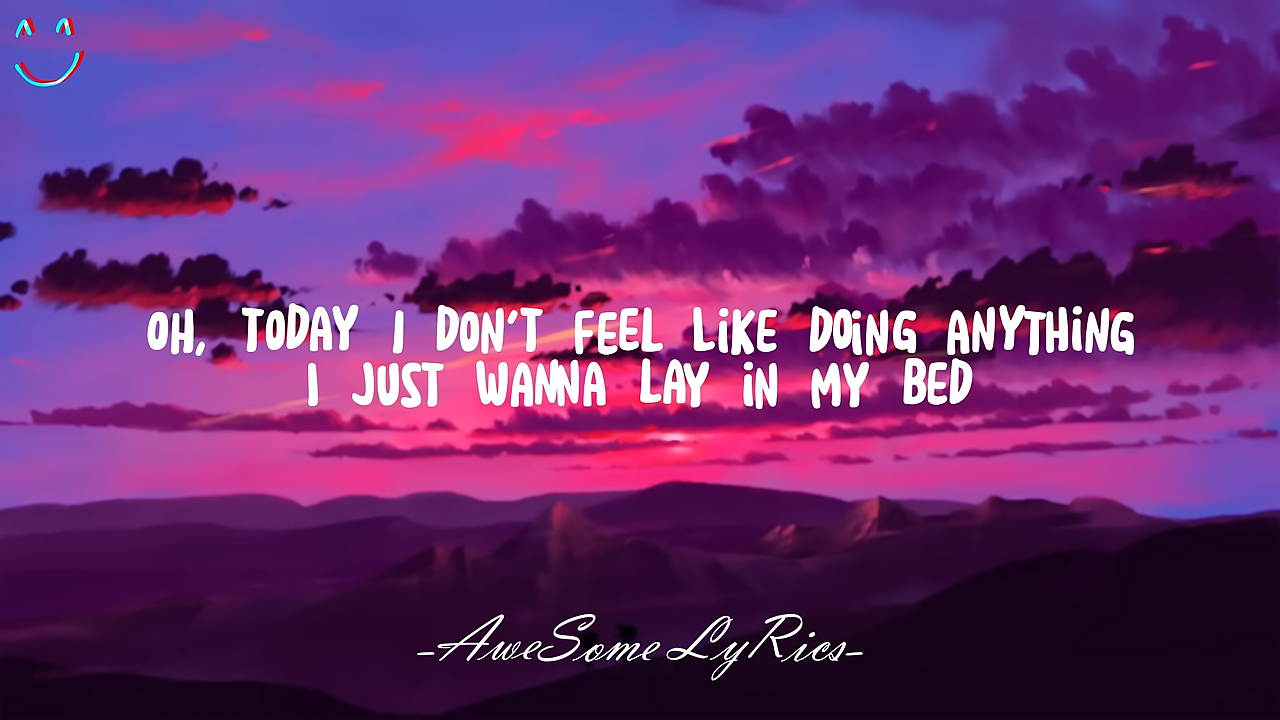 OH, TODAY I DON'T FEEL LiKE DOiNG ANYTHiNG
I JUST WANNA LAY iN MY BED
-AweSome LyRics-